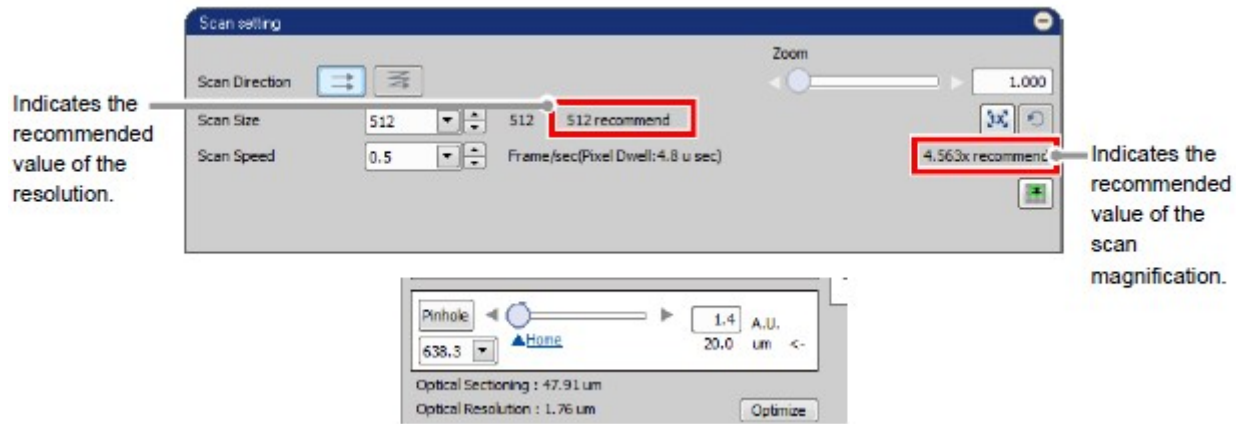 Scan setting
Zoom
Scan Direction
1.000
Indicates the
recommended
value of the
resolution.
Scan Size 512 512 512 recommend
Scan Speed 0.5 Frame/sec(Pixel Dwell:4.8 u sec)
4.563x recommend
Indicates the
recommended
value of the
scan
magnification.
Pinhole 1.4 A.U.
Home
638.3 20.0 um <-
Optical Sectioning : 47.91 um
Optical Resolution : 1.76 um
Optimize